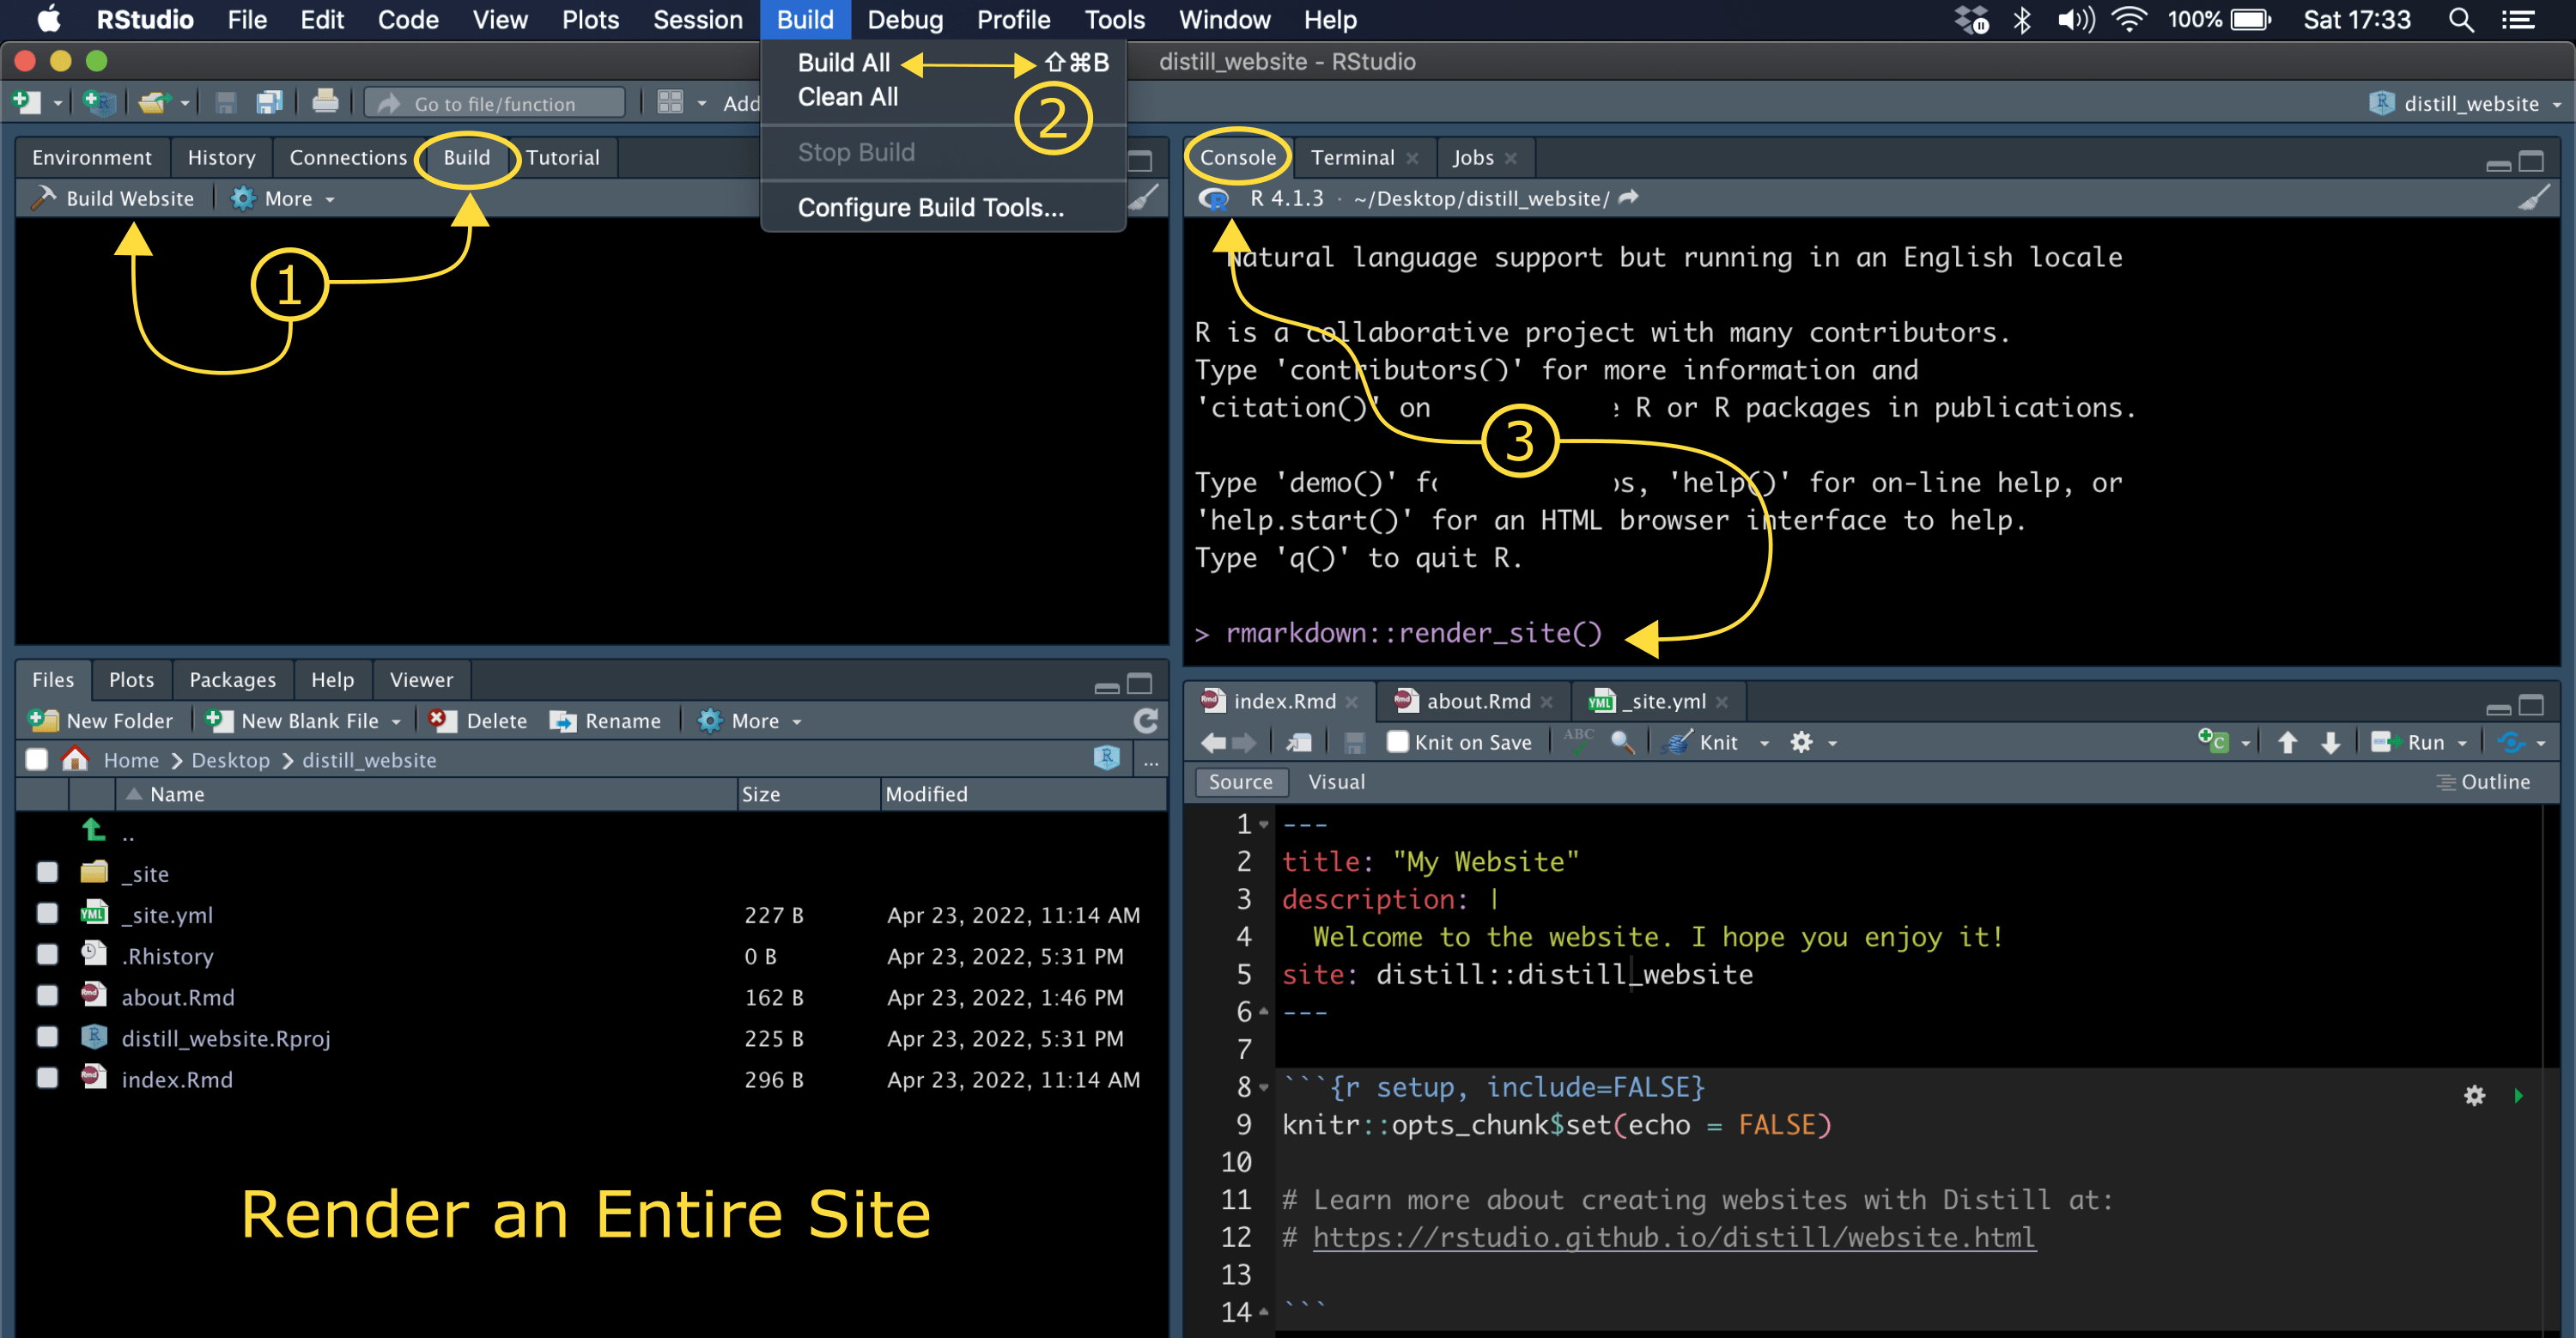 RStudio File Edit Code View Plots Session Build Debug Profile Tools Window Help 100% Sat 17:33
distill_website - RStudio
Build All ⇧⌘B
Clean All
Stop Build
Configure Build Tools...
2
Go to file/function Add
distill_website
Environment History Connections Build Tutorial
Build Website More
1
Console Terminal Jobs
R 4.1.3 · ~/Desktop/distill_website/
Natural language support but running in an English locale
R is a collaborative project with many contributors.
Type 'contributors()' for more information and
'citation()' on R or R packages in publications.
3
Type 'demo()' 'help()' for on-line help, or
'help.start()' for an HTML browser interface to help.
Type 'q()' to quit R.
> rmarkdown::render_site()
Files Plots Packages Help Viewer
New Folder New Blank File Delete Rename More
Home Desktop distill_website ...
Name Size Modified
..
_site
_site.yml 227 B Apr 23, 2022, 11:14 AM
.Rhistory 0 B Apr 23, 2022, 5:31 PM
about.Rmd 162 B Apr 23, 2022, 1:46 PM
distill_website.Rproj 225 B Apr 23, 2022, 5:31 PM
index.Rmd 296 B Apr 23, 2022, 11:14 AM
Render an Entire Site
index.Rmd about.Rmd _site.yml
Knit on Save ABC Knit Run
Source Visual Outline
1 ---
2 title: "My Website"
3 description: |
4 Welcome to the website. I hope you enjoy it!
5 site: distill::distill_website
6 ---
7
8 ```{r setup, include=FALSE}
9 knitr::opts_chunk$set(echo = FALSE)
10
11 # Learn more about creating websites with Distill at:
12 # https://rstudio.github.io/distill/website.html
13
14 ```